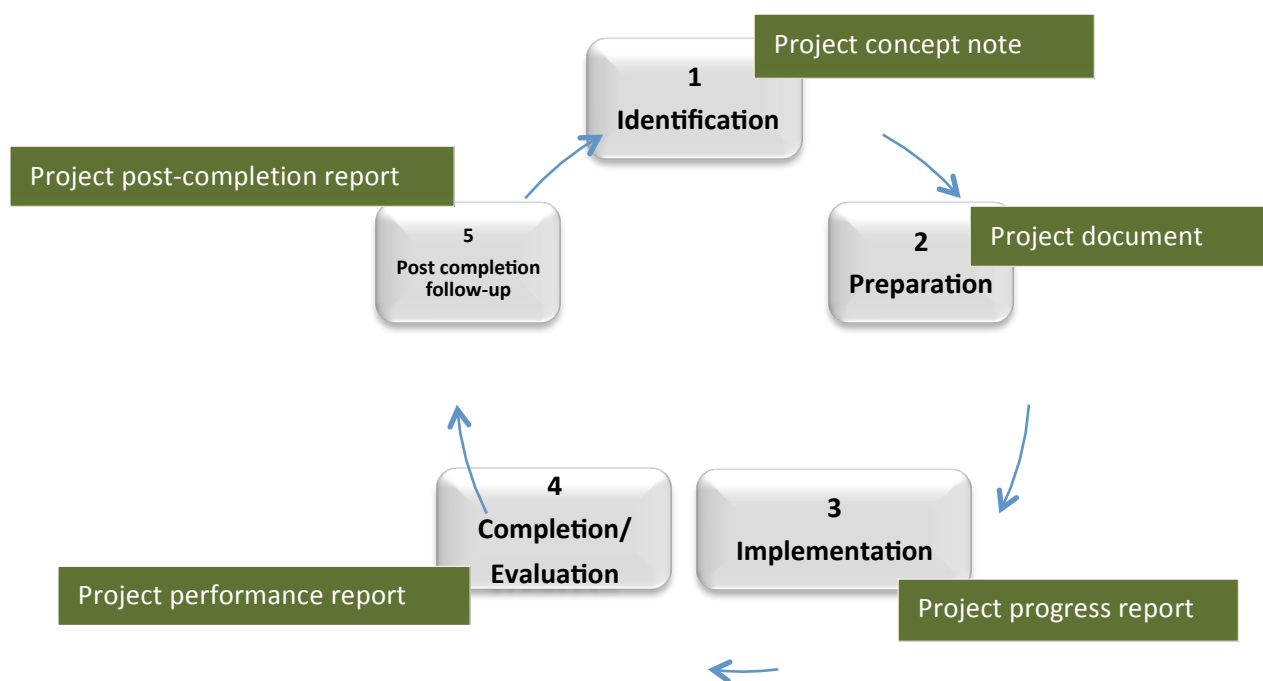 Project concept note
1
Identification
Project post-completion report
5
Post completion
follow-up
2
Preparation
Project document
4
Completion/
Evaluation
Project performance report
3
Implementation
Project progress report